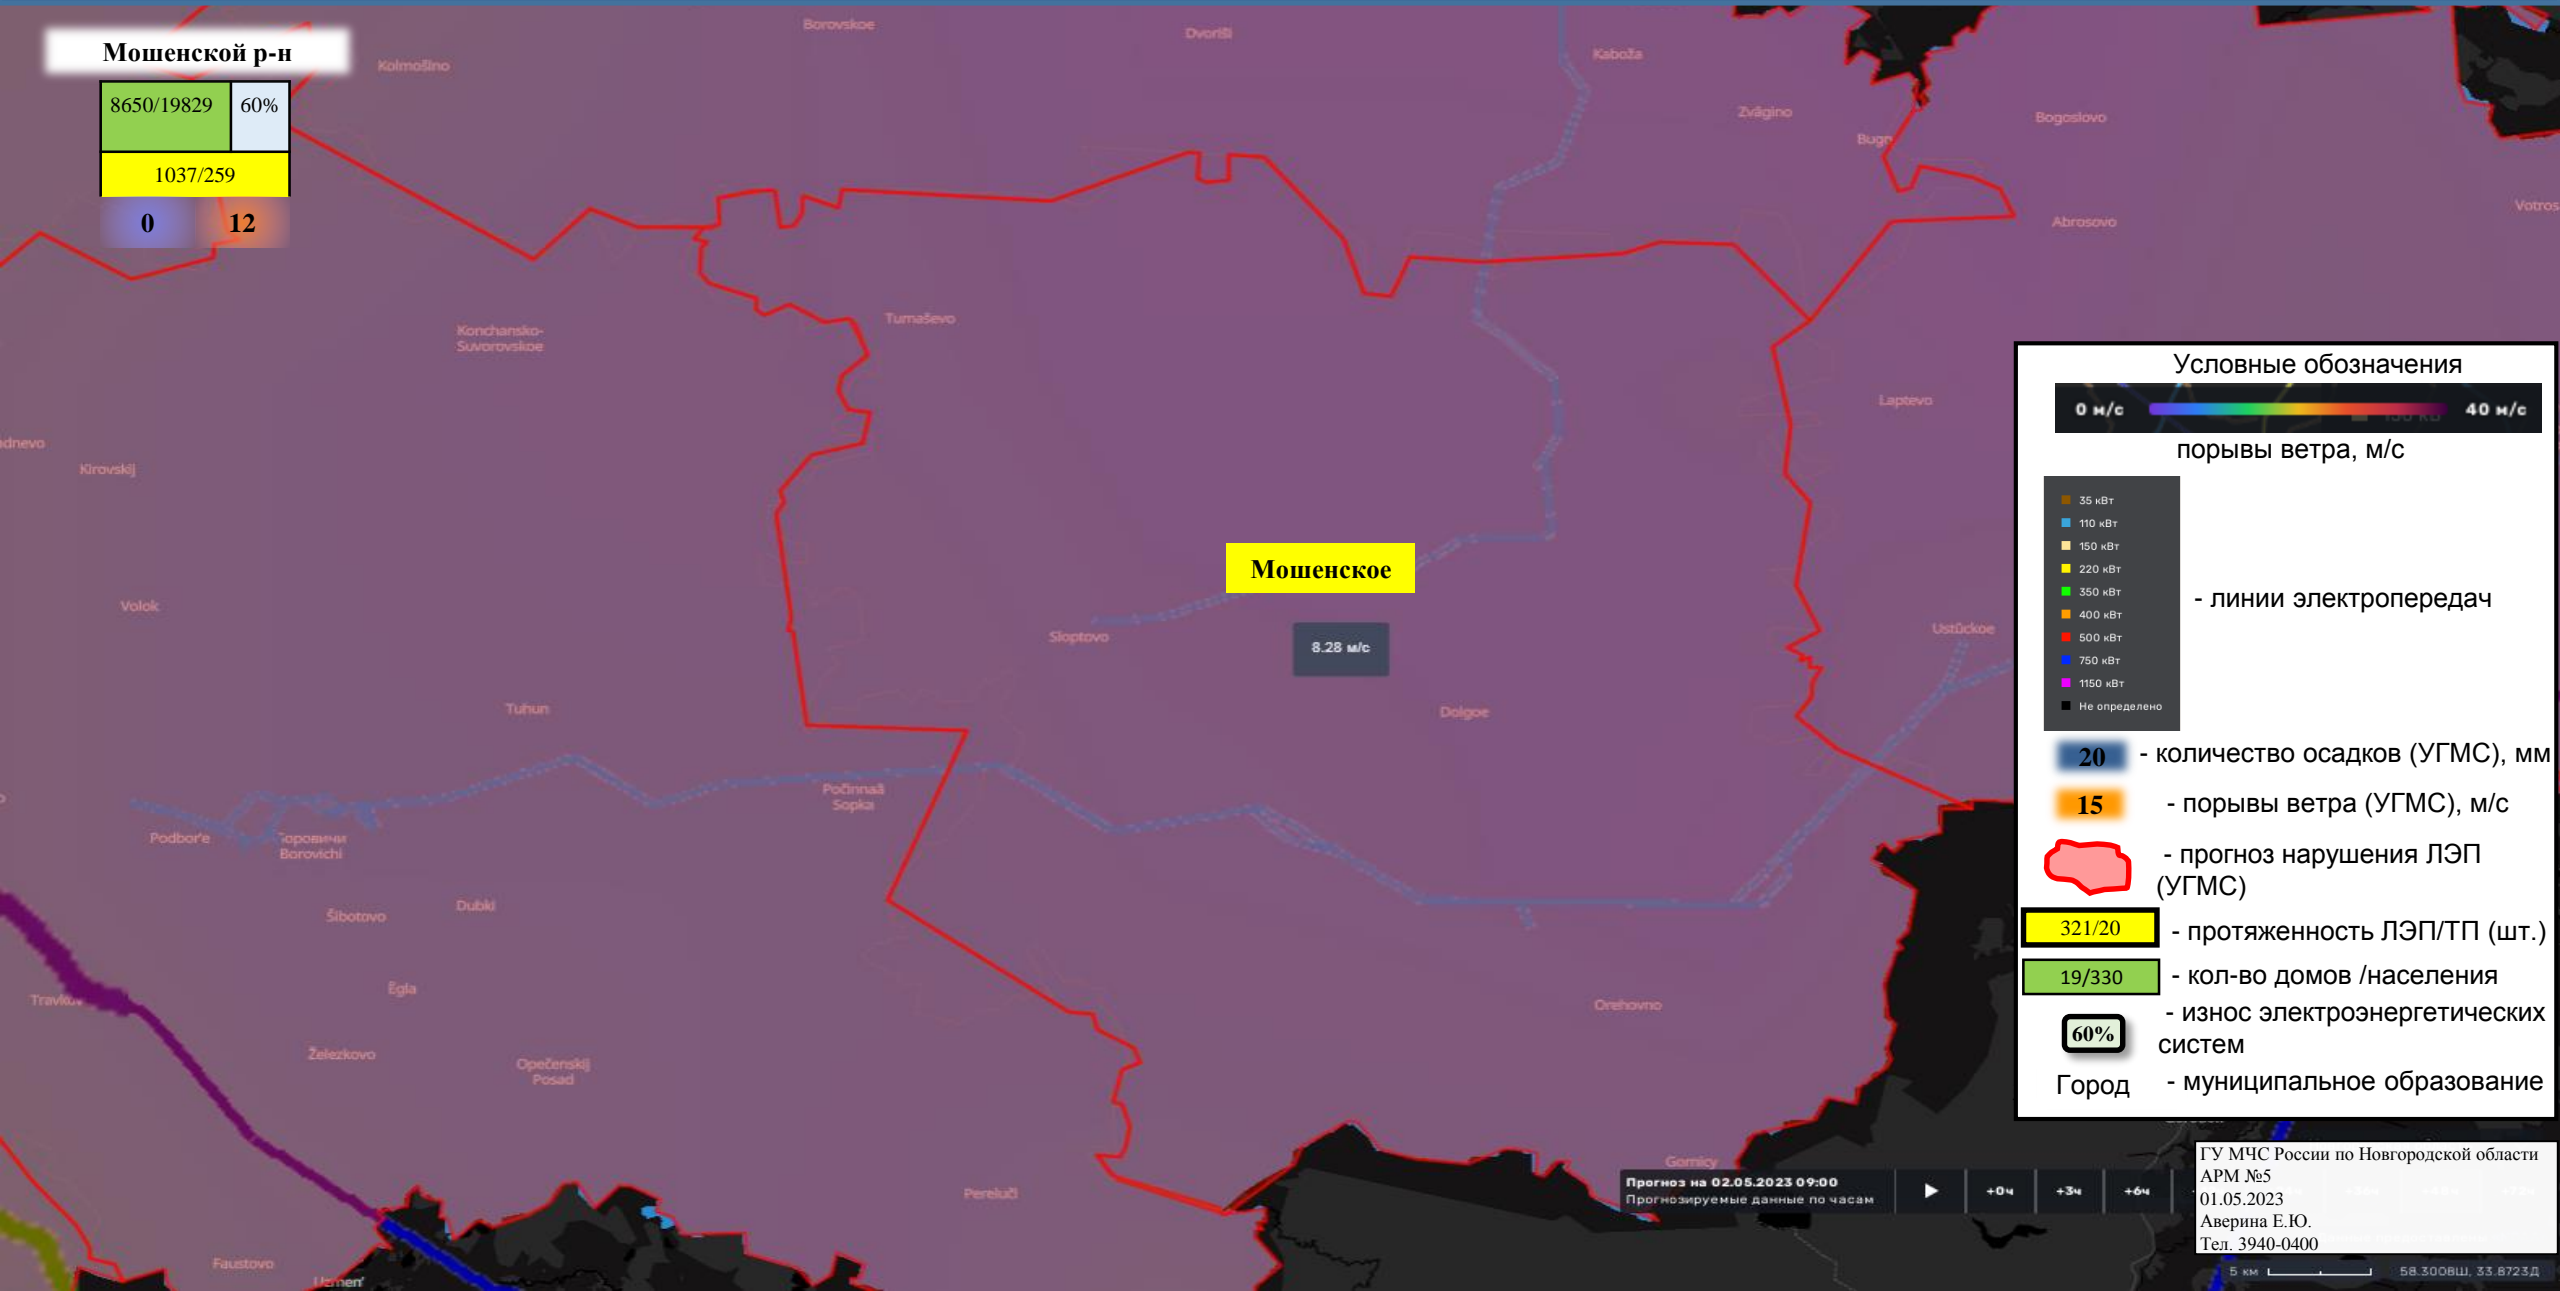 Мошенской р-н
8650/19829 60%
1037/259
0 12
Borovskoe
Dvoriši
Kolmošino
Kaboža
Zvâgino
Bogoslovo
Abrosovo
Konchansko-
Suvorovskoe
Tumaševo
Laptevo
Kirovskij
Мошенское
8.28 м/с
Volok
Sloptovo
Ustûckoe
Tuhun
Dolgoe
Počinnaâ
Sopka
Podbor'e
Borovichi
Šibotovo
Dubki
Ëgla
Orehovno
Železkovo
Opečenskij
Posad
Gornicy
Pereluči
Faustovo
Условные обозначения
0 м/с 40 м/с
порывы ветра, м/с
35 кВт
110 кВт
150 кВт
220 кВт
350 кВт
400 кВт
500 кВт
750 кВт
1150 кВт
Не определено
- линии электропередач
20 - количество осадков (УГМС), мм
15 - порывы ветра (УГМС), м/с
- прогноз нарушения ЛЭП
(УГМС)
321/20 - протяженность ЛЭП/ТП (шт.)
19/330 - кол-во домов /населения
- износ электроэнергетических
60% систем
Город - муниципальное образование
Прогноз на 02.05.2023 09:00
Прогнозируемые данные по часам
+0ч +3ч +6ч
ГУ МЧС России по Новгородской области
АРМ №5
01.05.2023
Аверина Е.Ю.
Тел. 3940-0400
5 км 58.3008Ш, 33.8723Д